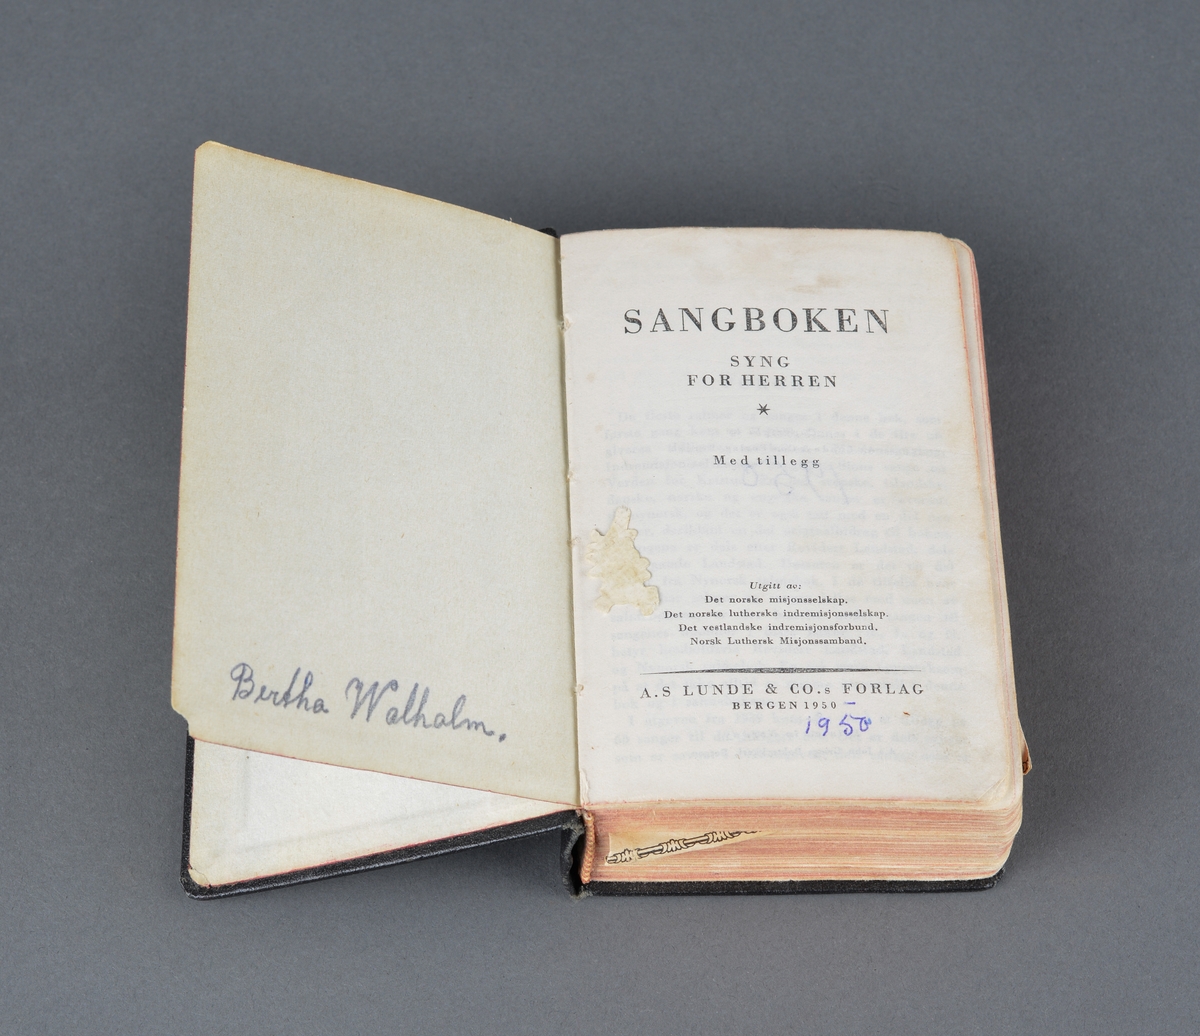 Bertha Walholm.
SANGBOKEN
SYNG
FOR HERREN
*
Med tillegg
Utgitt av:
Det norske misjonsselskap.
Det norske lutherske indremisjonsselskap.
Det vestlandske indremisjonsforbund.
Norsk Luthersk Misjonssamband.
A.S LUNDE & CO.s FORLAG
BERGEN 1950
1950